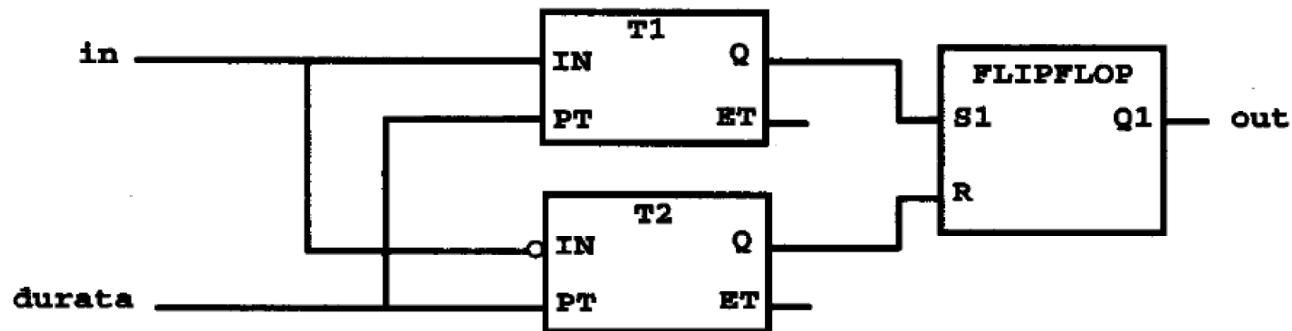 in
T1
IN
Q
PT
ET
FLIPFLOP
S1
Q1
R
out
T2
IN
Q
durata
PT
ET